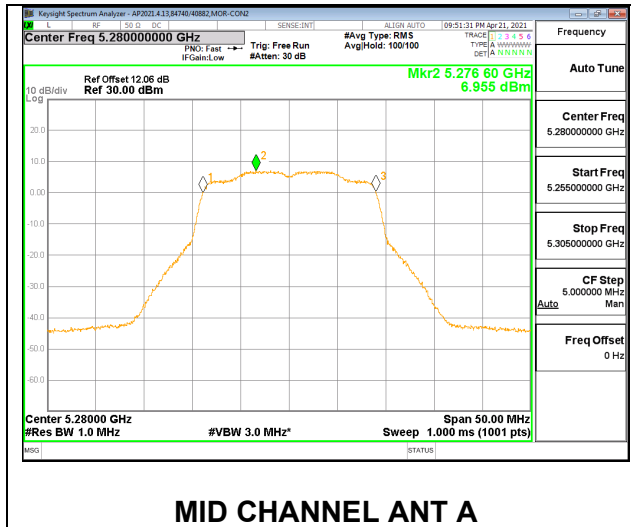 Keysight Spectrum Analyzer - AP2021.4.13,84740/40882,MOR-CON2
L RF 50 Ω DC SENSE:INT ALIGN AUTO 09:51:31 PM Apr 21, 2021
Center Freq 5.280000000 GHz
PNO: Fast
IFGain:Low
Trig: Free Run
#Atten: 30 dB
#Avg Type: RMS
Avg|Hold: 100/100
TRACE 1 2 3 4 5 6
TYPE A WWWWW
DET A N N N N N
Frequency
Mkr2 5.276 60 GHz
6.955 dBm
Ref Offset 12.06 dB
10 dB/div Ref 30.00 dBm
Log
20.0
10.0
0.00
-10.0
-20.0
-30.0
-40.0
-50.0
-60.0
1
2
3
Center 5.28000 GHz Span 50.00 MHz
#Res BW 1.0 MHz #VBW 3.0 MHz* Sweep 1.000 ms (1001 pts)
MSG STATUS
Auto Tune
Center Freq
5.280000000 GHz
Start Freq
5.255000000 GHz
Stop Freq
5.305000000 GHz
CF Step
5.000000 MHz
Auto Man
Freq Offset
0 Hz
MID CHANNEL ANT A